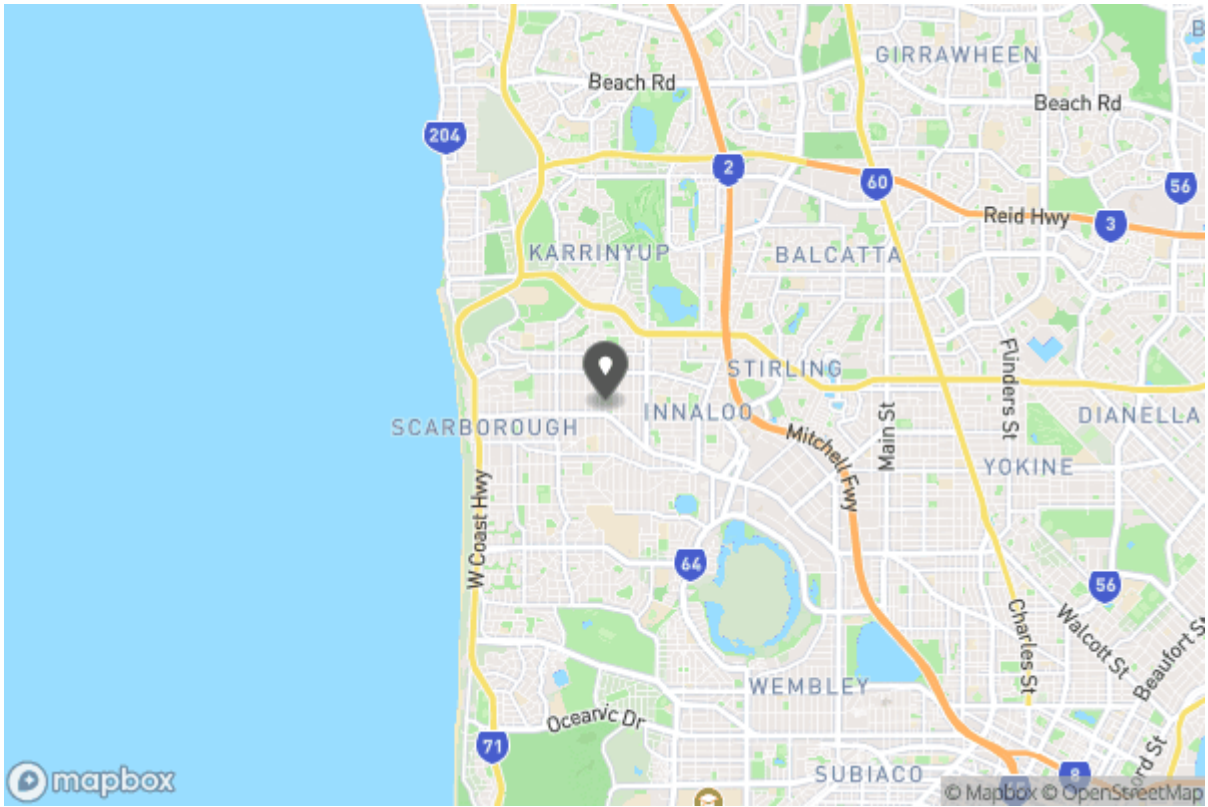 GIRRAWHEEN
Beach Rd
Beach Rd
204
2
60
56
Reid Hwy
3
KARRINYUP
BALCATTA
STIRLING
Flinders St
INNALOO
DIANELLA
SCARBOROUGH
Main St
Mitchell Fwy
YOKINE
W Coast Hwy
64
56
Charles St
Walcott St
Beaufort St
WEMBLEY
Oceanic Dr
71
SUBIACO
8
mapbox
© Mapbox © OpenStreetMap